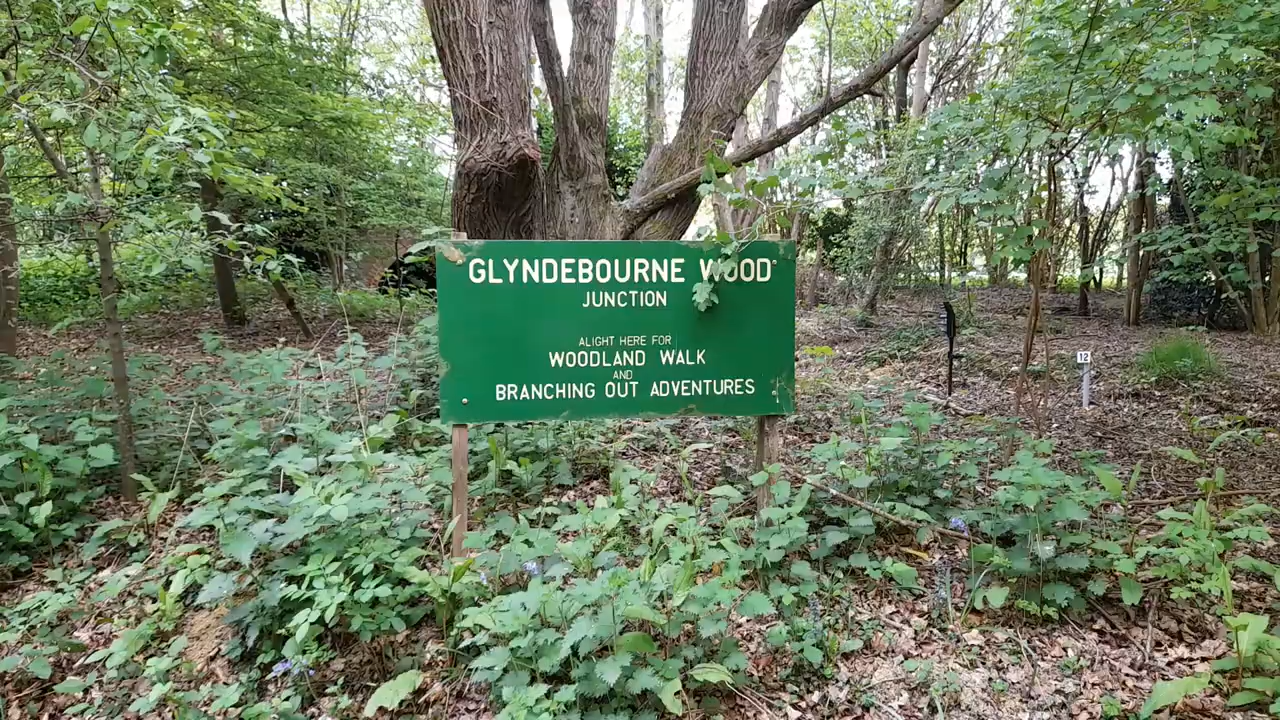 GLYNDEBOURNE WOOD
JUNCTION
ALIGHT HERE FOR
WOODLAND WALK
AND
BRANCHING OUT ADVENTURES
12